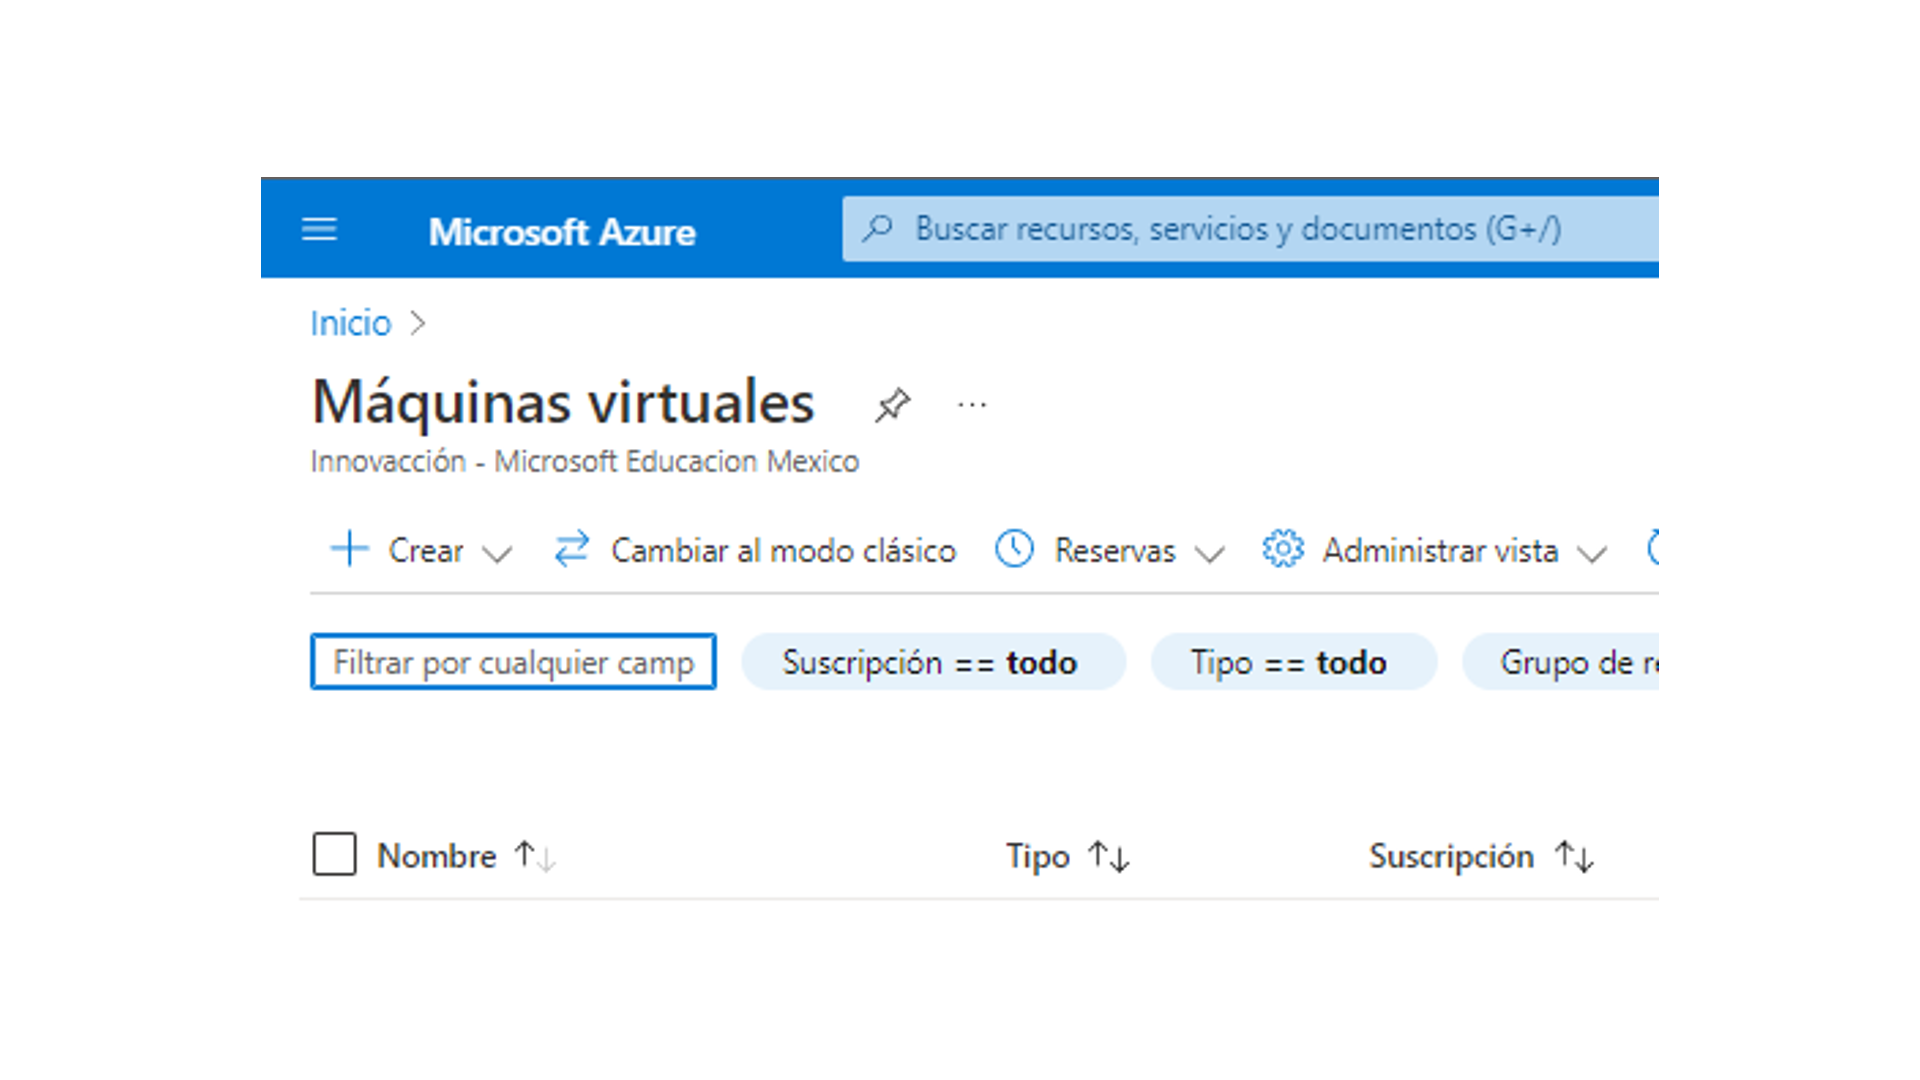 Microsoft Azure
Buscar recursos, servicios y documentos (G+/)
Inicio >
Máquinas virtuales ...
Innovacción - Microsoft Educacion Mexico
Crear Cambiar al modo clásico Reservas Administrar vista
Filtrar por cualquier camp Suscripción == todo Tipo == todo Grupo de re
Nombre ↑↓ Tipo ↑↓ Suscripción ↑↓